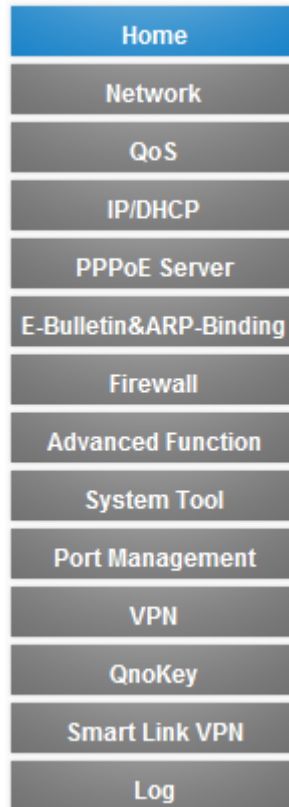 Home
Network
QoS
IP/DHCP
PPPoE Server
E-Bulletin&ARP-Binding
Firewall
Advanced Function
System Tool
Port Management
VPN
QnoKey
Smart Link VPN
Log